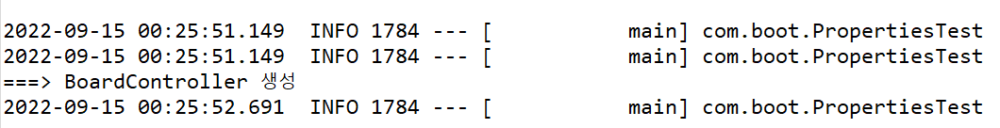 2022-09-15 00:25:51.149  INFO 1784 --- [           main] com.boot.PropertiesTest
2022-09-15 00:25:51.149  INFO 1784 --- [           main] com.boot.PropertiesTest
===> BoardController 생성
2022-09-15 00:25:52.691  INFO 1784 --- [           main] com.boot.PropertiesTest